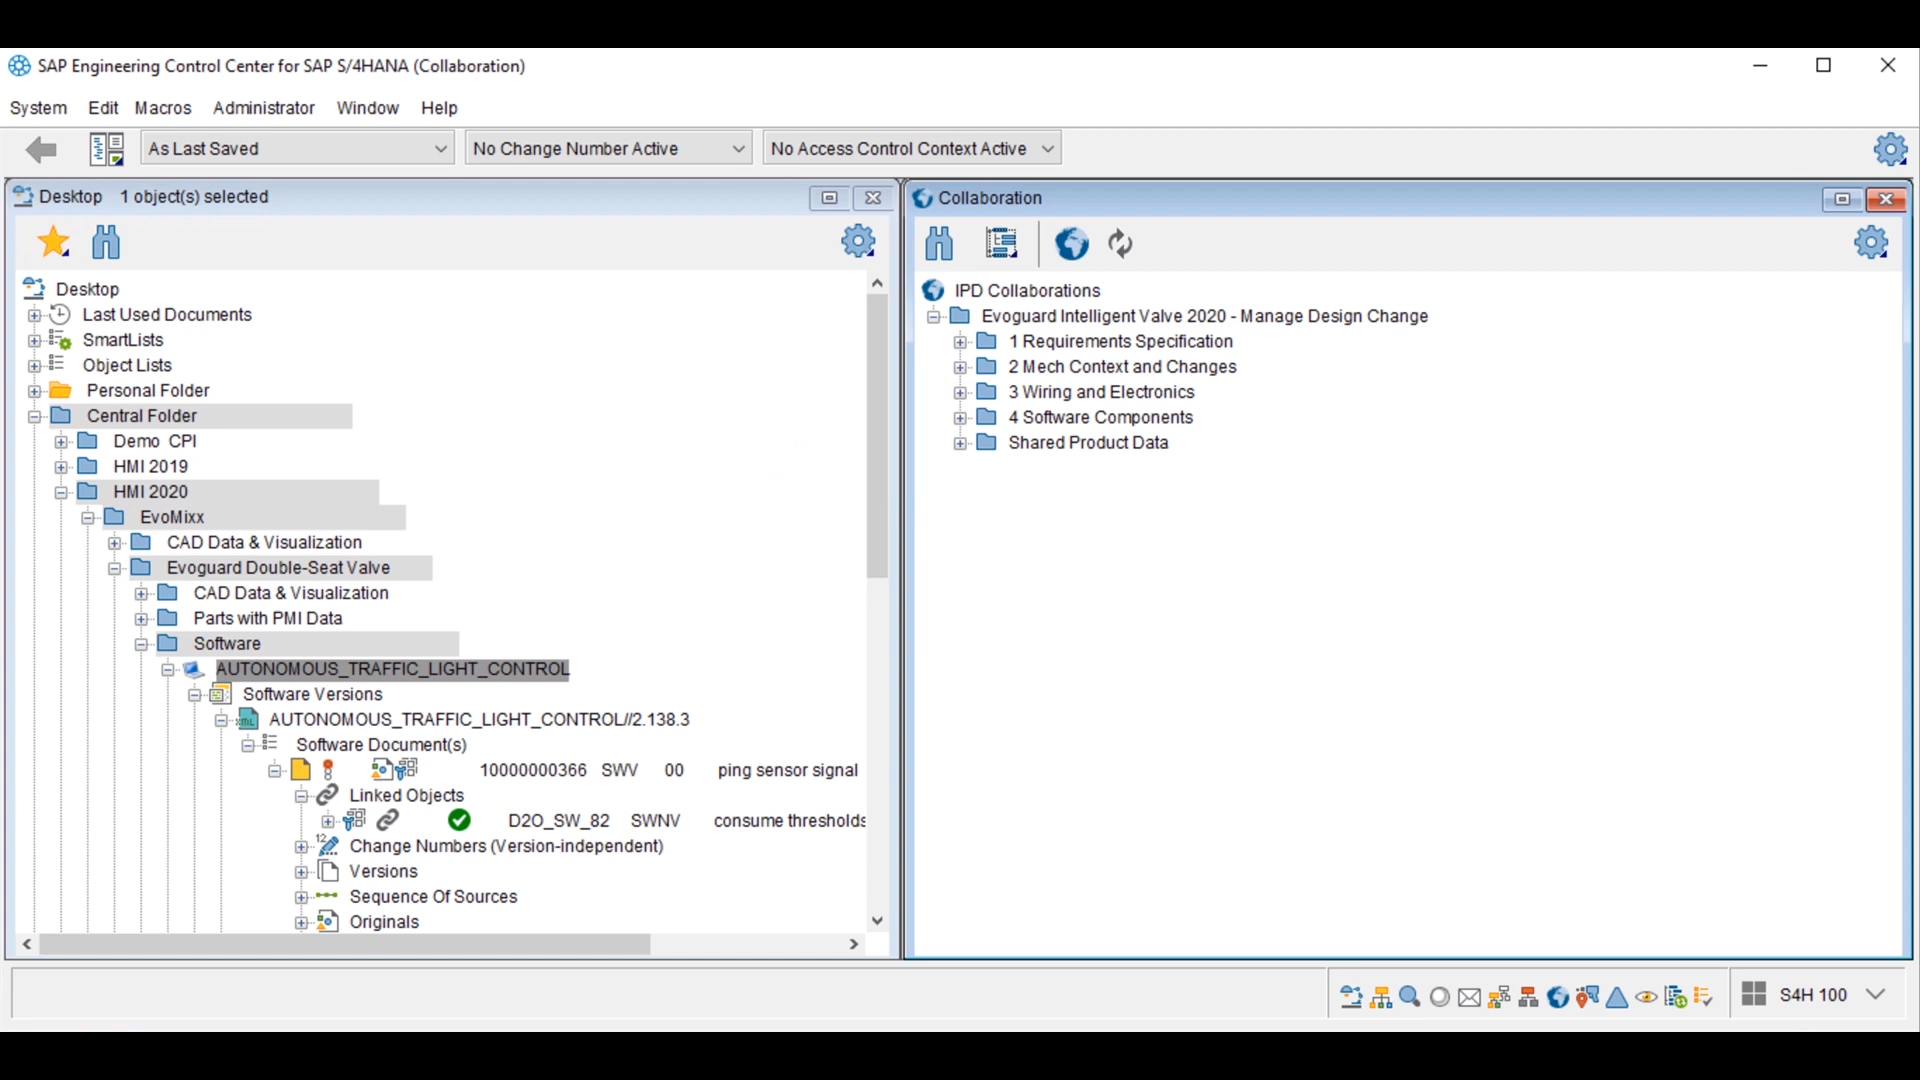 SAP Engineering Control Center for SAP S/4HANA (Collaboration)
System Edit Macros Administrator Window Help
As Last Saved No Change Number Active No Access Control Context Active
Desktop 1 object(s) selected
Desktop
Last Used Documents
SmartLists
Object Lists
Personal Folder
Central Folder
Demo CPI
HMI 2019
HMI 2020
EvoMixx
CAD Data & Visualization
Evoguard Double-Seat Valve
CAD Data & Visualization
Parts with PMI Data
Software
AUTONOMOUS_TRAFFIC_LIGHT_CONTROL
Software Versions
AUTONOMOUS_TRAFFIC_LIGHT_CONTROL//2.138.3
Software Document(s)
10000000366 SWV 00 ping sensor signal
Linked Objects
D2O_SW_82 SWNV consume thresholds
Change Numbers (Version-independent)
Versions
Sequence Of Sources
Originals
Collaboration
IPD Collaborations
Evoguard Intelligent Valve 2020 - Manage Design Change
1 Requirements Specification
2 Mech Context and Changes
3 Wiring and Electronics
4 Software Components
Shared Product Data
S4H 100